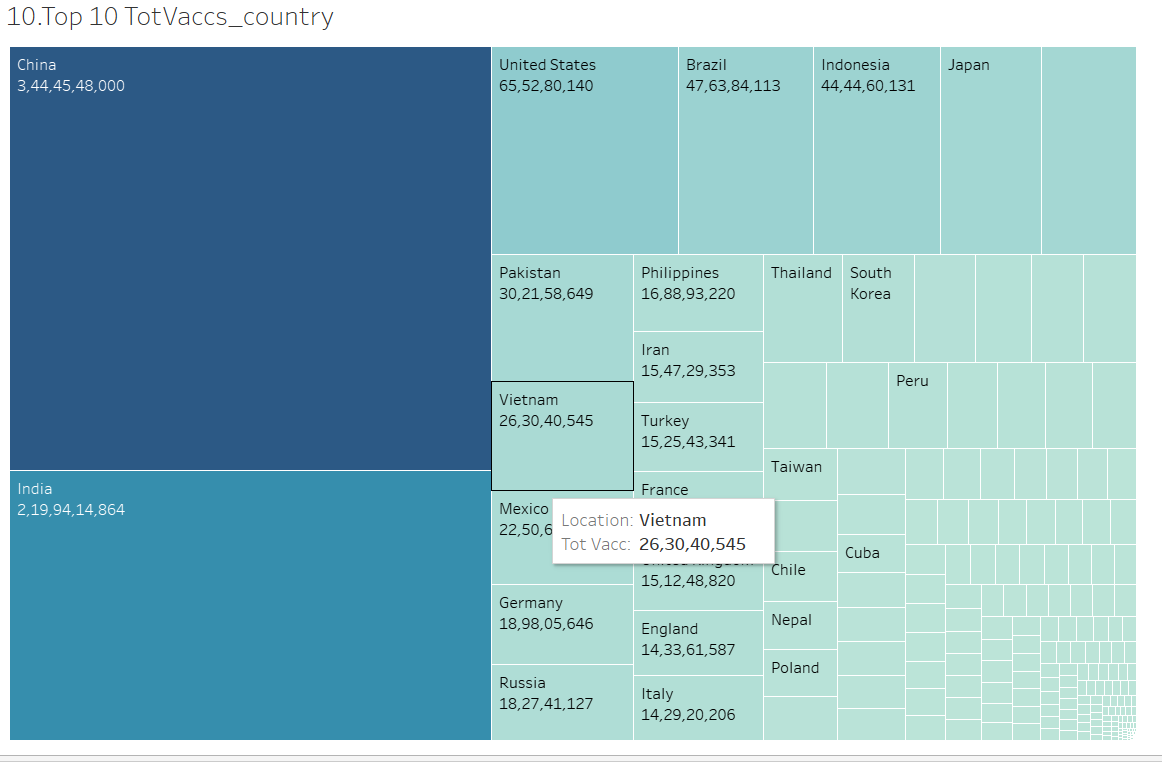 10.Top 10 TotVaccs_country
China
3,44,45,48,000
United States
65,52,80,140
Brazil
47,63,84,113
Indonesia
44,44,60,131
Japan
Pakistan
30,21,58,649
Philippines
16,88,93,220
Thailand
South
Korea
Iran
15,47,29,353
Vietnam
26,30,40,545
Peru
Turkey
15,25,43,341
Taiwan
India
2,19,94,14,864
France
Mexico
22,50,6
Location: Vietnam
Tot Vacc: 26,30,40,545
15,12,48,820
Cuba
Chile
Germany
18,98,05,646
England
14,33,61,587
Nepal
Poland
Russia
18,27,41,127
Italy
14,29,20,206